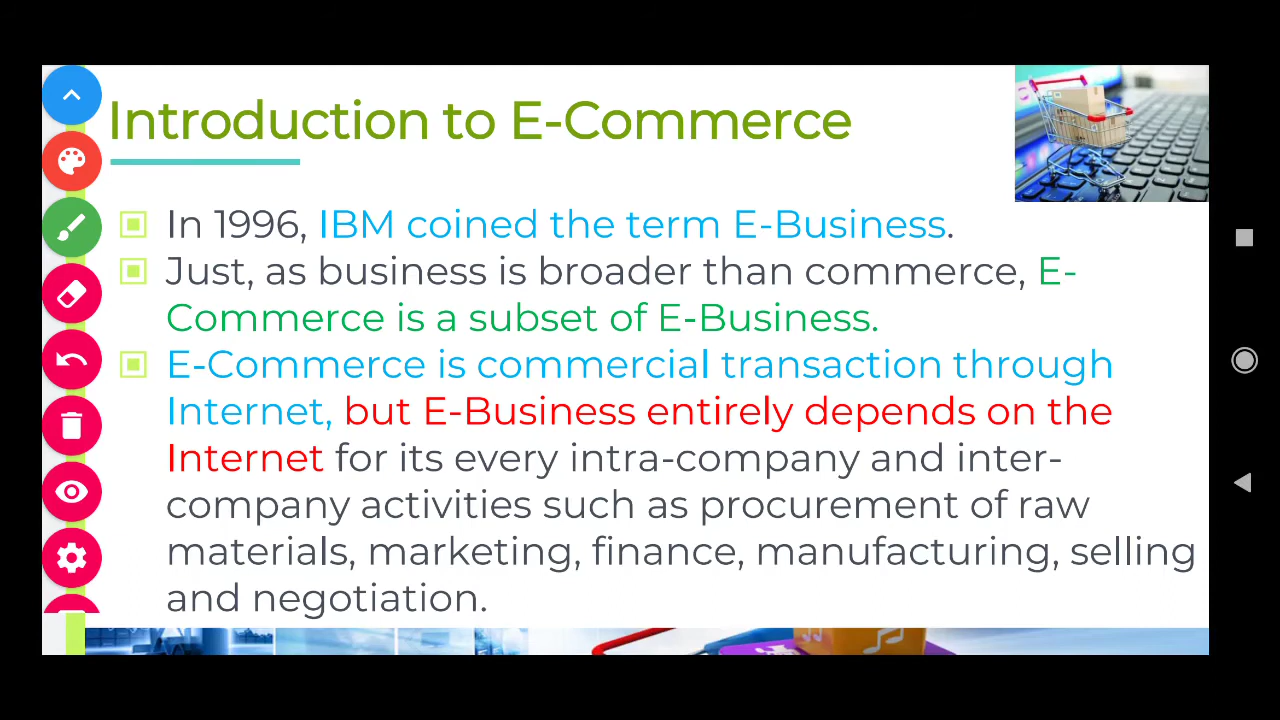 Introduction to E-Commerce
In 1996, IBM coined the term E-Business.
Just, as business is broader than commerce, E-
Commerce is a subset of E-Business.
E-Commerce is commercial transaction through
Internet, but E-Business entirely depends on the
Internet for its every intra-company and inter-
company activities such as procurement of raw
materials, marketing, finance, manufacturing, selling
and negotiation.